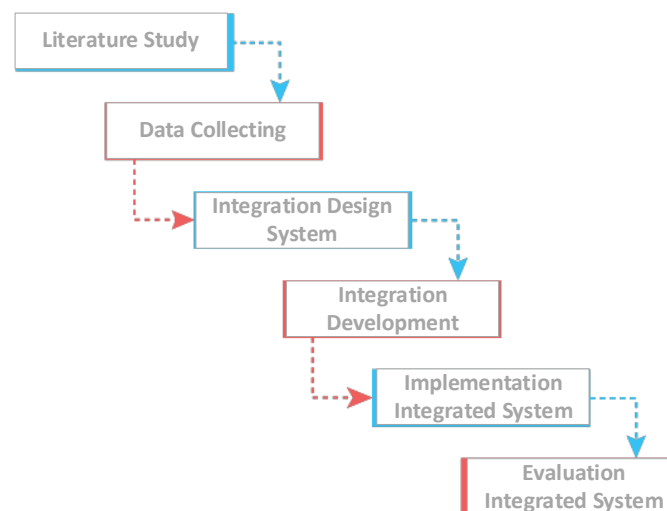 Literature Study
Data Collecting
Integration Design
System
Integration
Development
Implementation
Integrated System
Evaluation
Integrated System